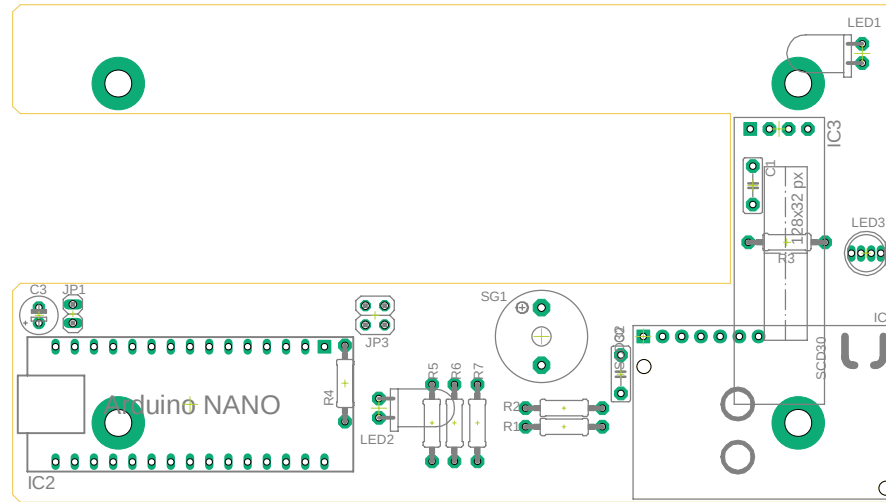 LED1
IC3
C1
128x32 px
LED3
R3
C3
JP1
SG1
JP3
IC
SCD30
R5
R6
R7
R4
Arduino NANO
R2
LED2
R1
IC2